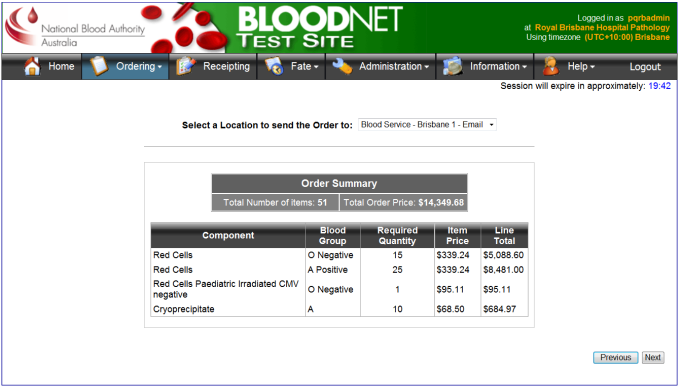 National Blood Authority
Australia
BLOODNET
TEST SITE
Logged in as pqrbadmin
at Royal Brisbane Hospital Pathology
Using timezone (UTC+10:00) Brisbane
Home Ordering Receipting Fate Administration Information Help Logout
Session will expire in approximately: 19:42
Select a Location to send the Order to: Blood Service - Brisbane 1 - Email
Order Summary
Total Number of items: 51 Total Order Price: $14,349.68
Component Blood Group Required Quantity Item Price Line Total
Red Cells O Negative 15 $339.24 $5,088.60
Red Cells A Positive 25 $339.24 $8,481.00
Red Cells Paediatric Irradiated CMV negative O Negative 1 $95.11 $95.11
Cryoprecipitate A 10 $68.50 $684.97
Previous Next